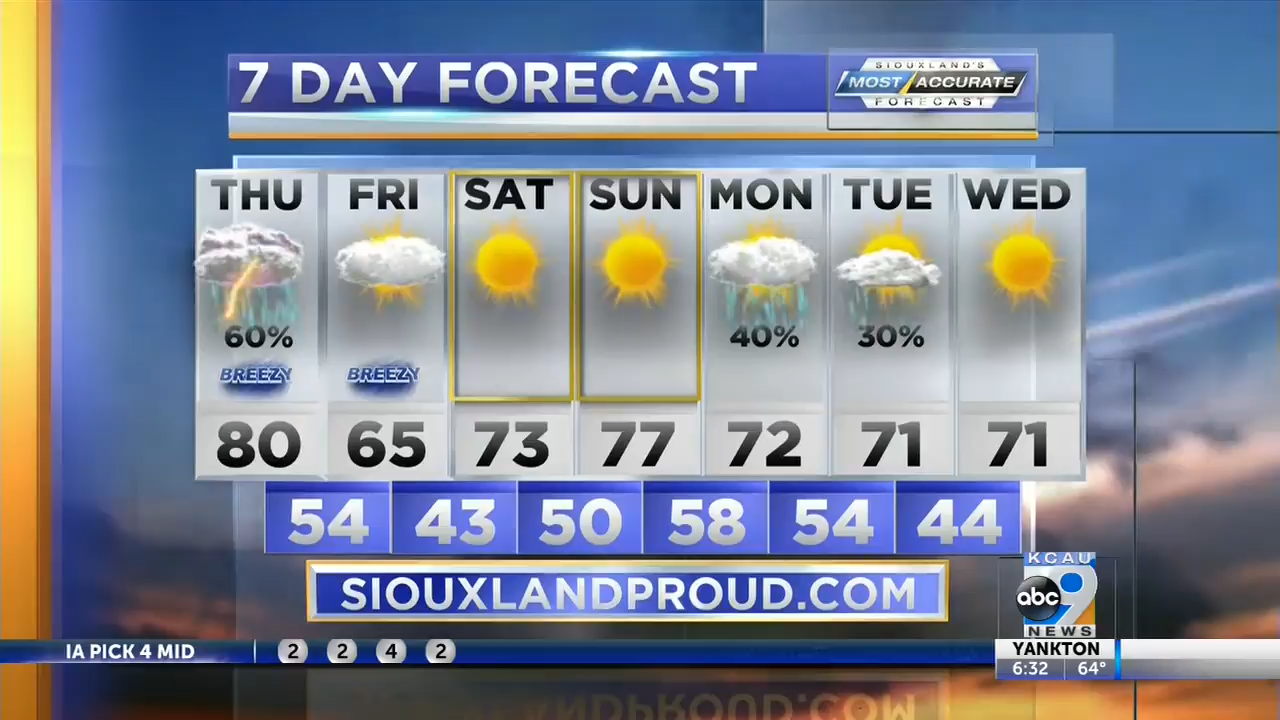 7 DAY FORECAST
SIOUXLAND'S
MOST ACCURATE
FORECAST
THU FRI SAT SUN MON TUE WED
60% 40% 30%
BREEZY BREEZY
80 65 73 77 72 71 71
54 43 50 58 54 44
SIOUXLANDPROUD.COM
KCAU
abc 9
NEWS
IA PICK 4 MID 2 2 4 2
YANKTON
6:32 64°